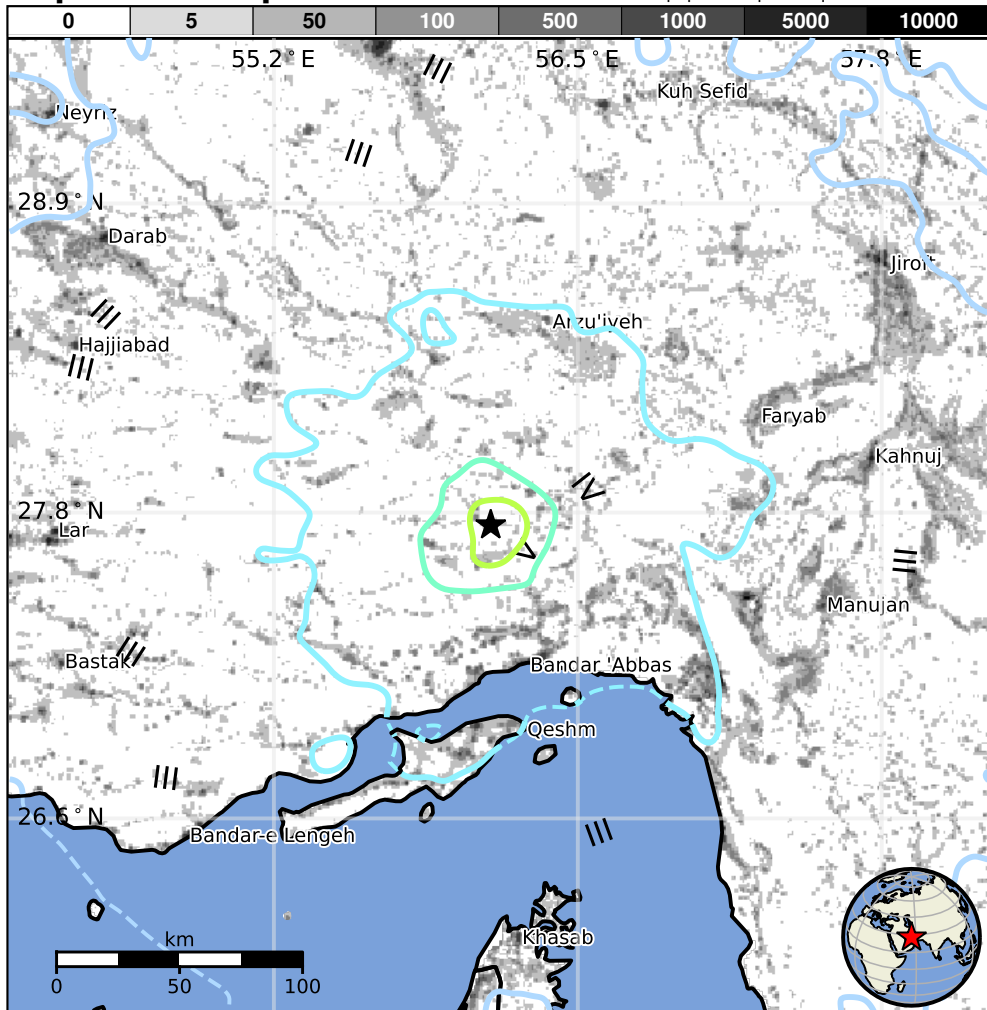 0 5 50 100 500 1000 5000 10000
55.2°E 56.5°E 57.8°E
III
Kuh Sefid
Neyriz
III
28.9°N
Darab
Jiroft
III
Arzu'iyeh
Hajjiabad
III
Faryab
Kahnuj
IV
27.8°N
Lar
V
III
Manujan
III
Bastak
Bandar 'Abbas
Qeshm
III
26.6°N
Bandar-e Lengeh
III
Khasab
km
0 50 100